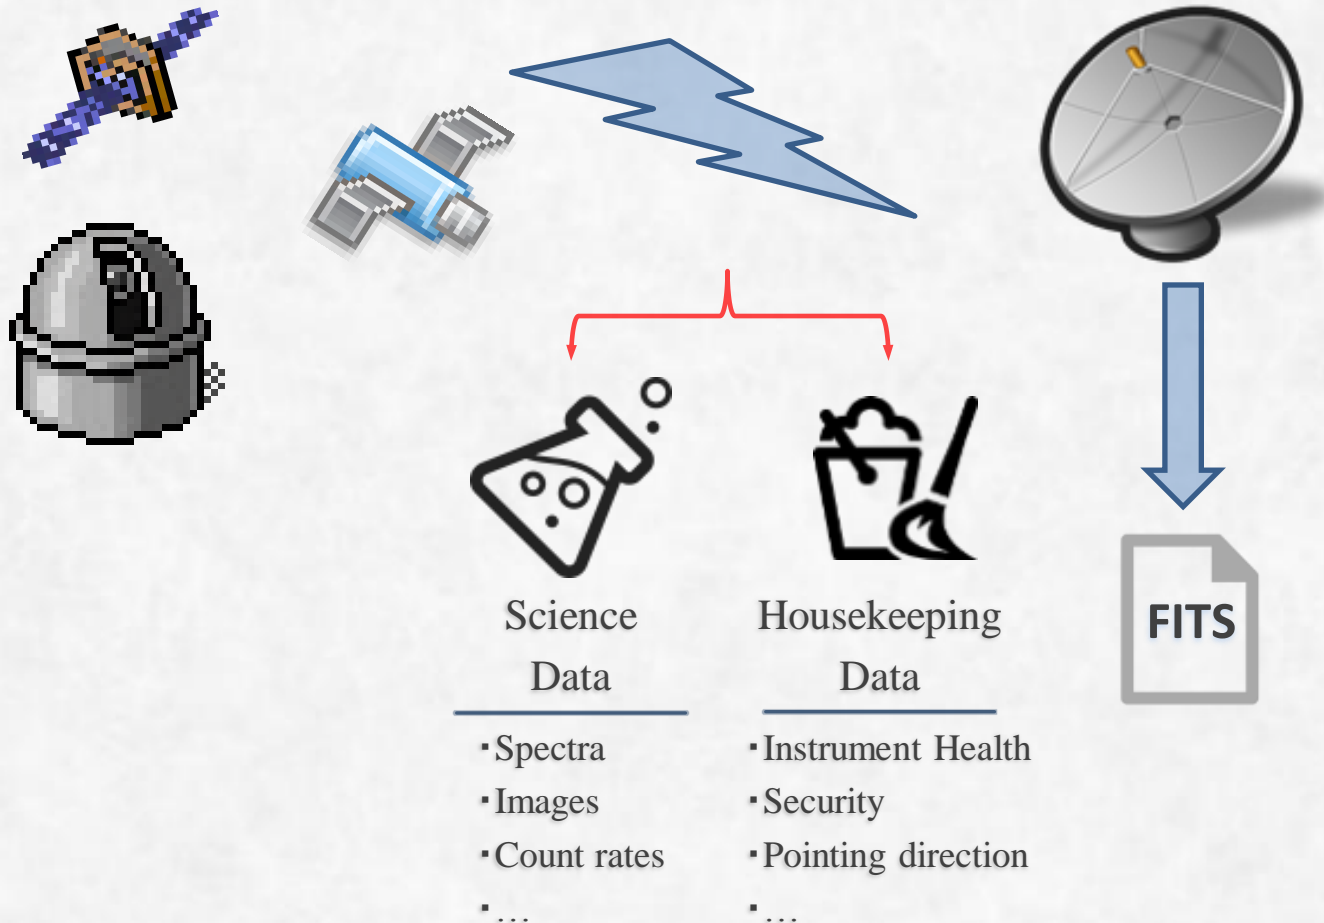 Science
Data
▪Spectra
▪Images
▪Count rates
▪…
Housekeeping
Data
▪Instrument Health
▪Security
▪Pointing direction
▪…
FITS